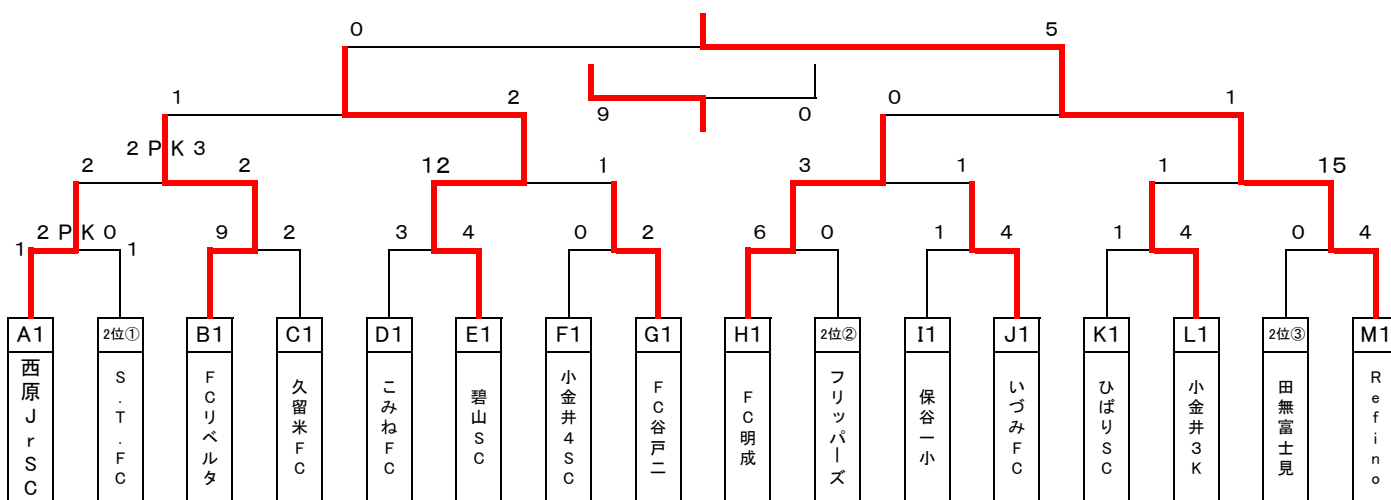 0 5
1 2 9 0 0 1
2 PK 3
2 2 12 1 3 1 1 15
2 PK 0 9 2 3 4 0 2 6 0 1 4 1 4 0 4
1 1
A1 2位① B1 C1 D1 E1 F1 G1 H1 2位② I1 J1 K1 L1 2位③ M1
西原JrSC
S.T.FC
FCリベルタ
久留米FC
こみねFC
碧山SC
小金井4SC
FC谷戸二
FC明成
フリッパーズ
保谷一小
いづみFC
ひばりSC
小金井3K
田無富士見
Refino